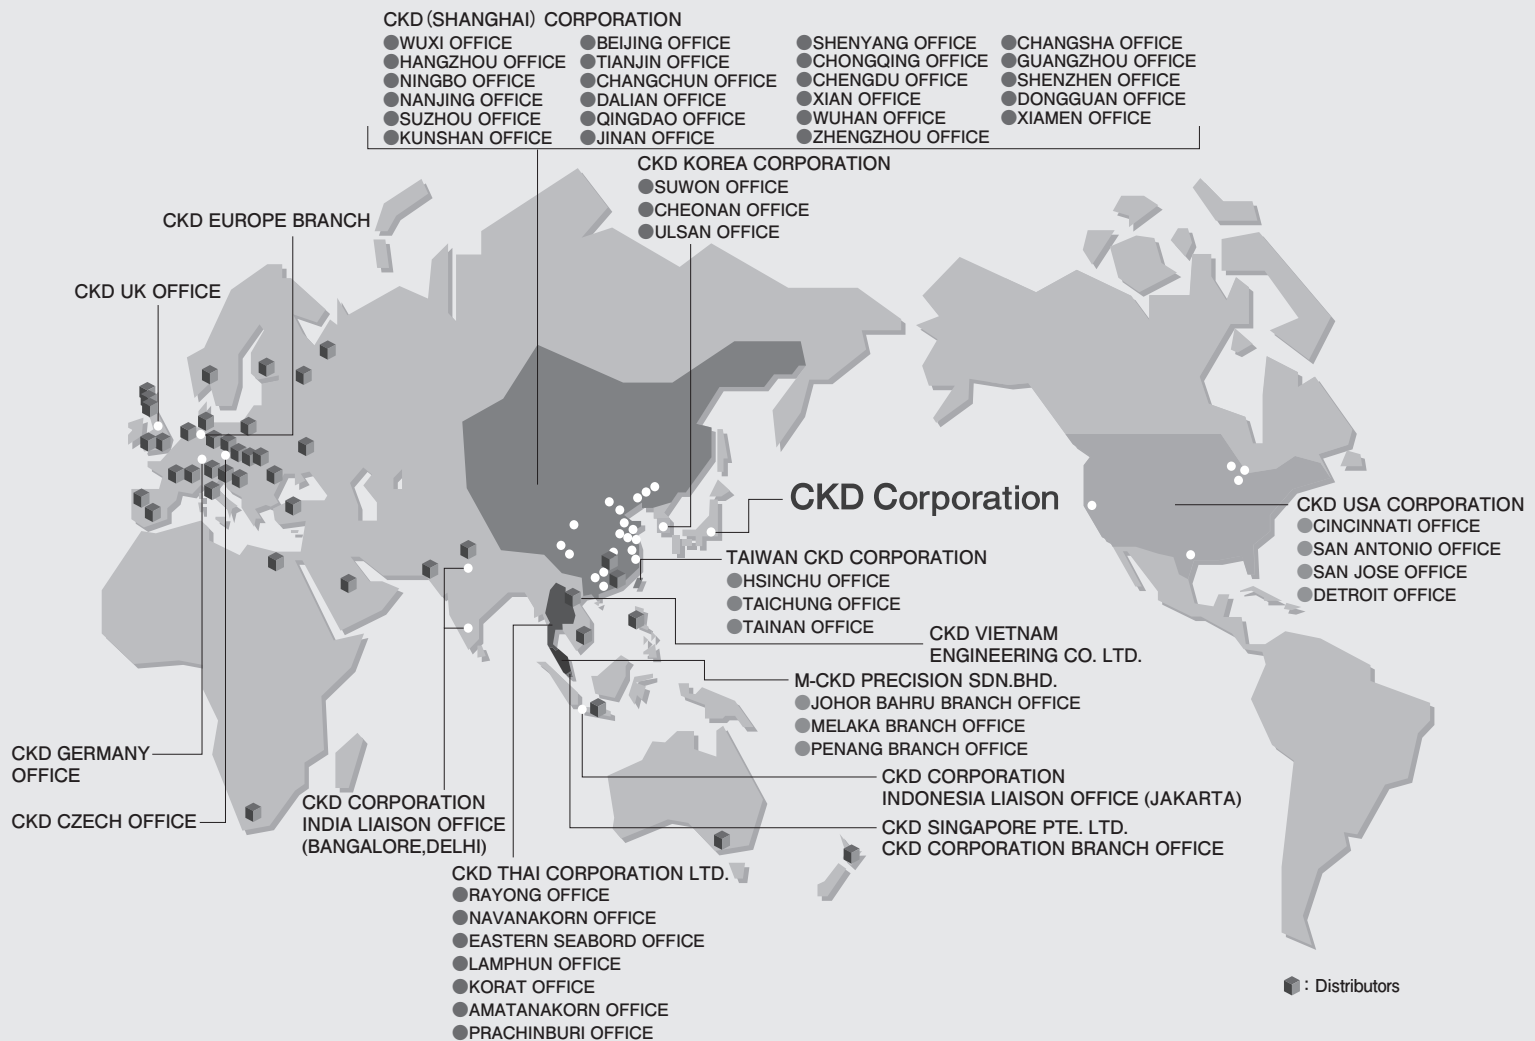 CKD(SHANGHAI) CORPORATION
●WUXI OFFICE
●HANGZHOU OFFICE
●NINGBO OFFICE
●NANJING OFFICE
●SUZHOU OFFICE
●KUNSHAN OFFICE
●BEIJING OFFICE
●TIANJIN OFFICE
●CHANGCHUN OFFICE
●DALIAN OFFICE
●QINGDAO OFFICE
●JINAN OFFICE
●SHENYANG OFFICE
●CHONGQING OFFICE
●CHENGDU OFFICE
●XIAN OFFICE
●WUHAN OFFICE
●ZHENGZHOU OFFICE
●CHANGSHA OFFICE
●GUANGZHOU OFFICE
●SHENZHEN OFFICE
●DONGGUAN OFFICE
●XIAMEN OFFICE
CKD KOREA CORPORATION
●SUWON OFFICE
●CHEONAN OFFICE
●ULSAN OFFICE
CKD EUROPE BRANCH
CKD UK OFFICE
CKD Corporation
CKD USA CORPORATION
●CINCINNATI OFFICE
●SAN ANTONIO OFFICE
●SAN JOSE OFFICE
●DETROIT OFFICE
TAIWAN CKD CORPORATION
●HSINCHU OFFICE
●TAICHUNG OFFICE
●TAINAN OFFICE
CKD VIETNAM
ENGINEERING CO. LTD.
M-CKD PRECISION SDN.BHD.
●JOHOR BAHRU BRANCH OFFICE
●MELAKA BRANCH OFFICE
●PENANG BRANCH OFFICE
CKD GERMANY
OFFICE
CKD CZECH OFFICE
CKD CORPORATION
INDIA LIAISON OFFICE
(BANGALORE,DELHI)
CKD CORPORATION
INDONESIA LIAISON OFFICE (JAKARTA)
CKD SINGAPORE PTE. LTD.
CKD CORPORATION BRANCH OFFICE
CKD THAI CORPORATION LTD.
●RAYONG OFFICE
●NAVANAKORN OFFICE
●EASTERN SEABORD OFFICE
●LAMPHUN OFFICE
●KORAT OFFICE
●AMATANAKORN OFFICE
●PRACHINBURI OFFICE
: Distributors